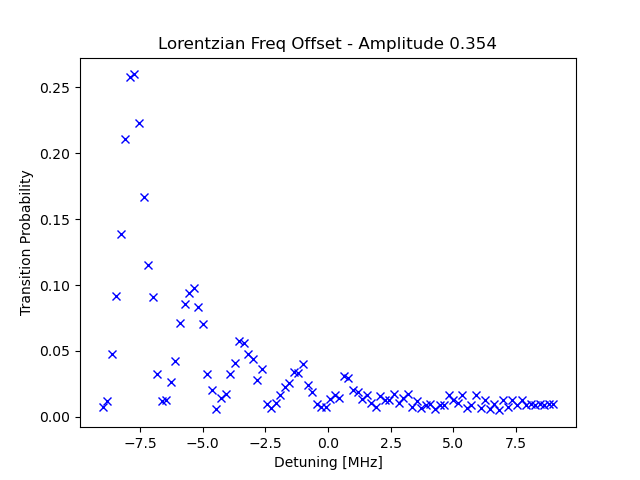 Lorentzian Freq Offset - Amplitude 0.354
Transition Probability
0.25
0.20
0.15
0.10
0.05
0.00
−7.5 −5.0 −2.5 0.0 2.5 5.0 7.5
Detuning [MHz]